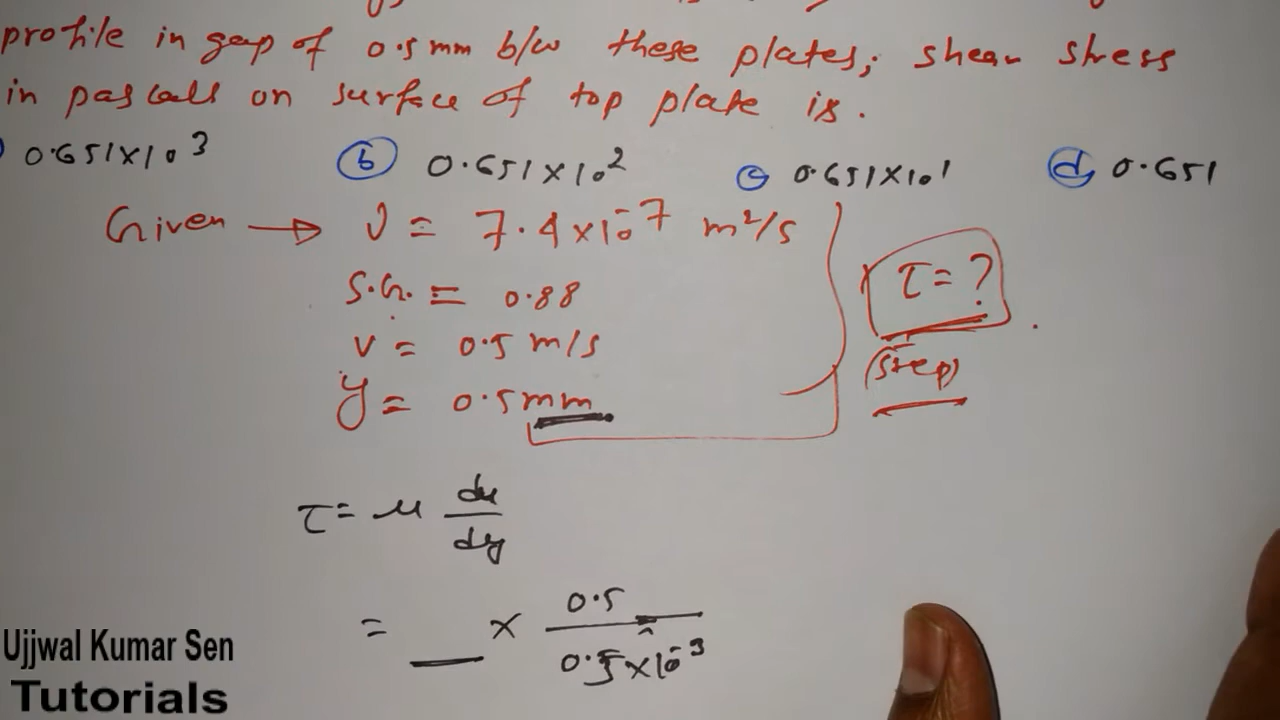 profile in gap of 0.5 mm b/w these plates; shear stress
in pascals on surface of top plate is.
0.651×10³ (b) 0.651×10² (c) 0.651×10¹ (d) 0.651
Given → ν = 7.4×10⁻⁷ m²/s
S.G. = 0.88
v = 0.5 m/s
y = 0.5 mm
τ = ?
(step)
τ = μ du/dy
= __ × 0.5 / 0.5×10⁻³
Ujjwal Kumar Sen
Tutorials